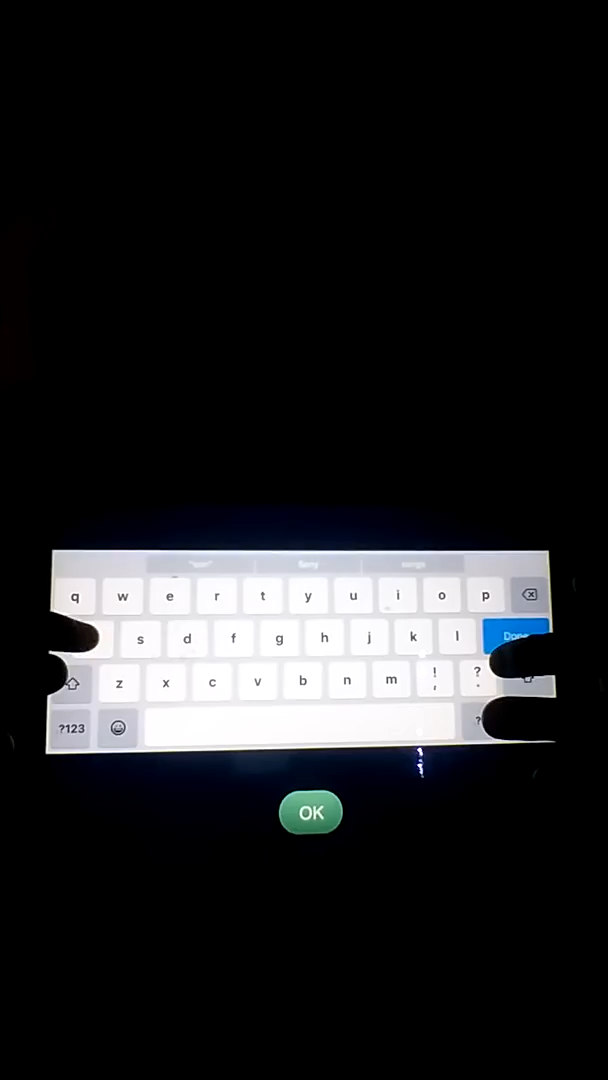 "son" Sony songs
q w e r t y u i o p
s d f g h j k l Done
z x c v b n m ! , ? .
?123 ?
OK